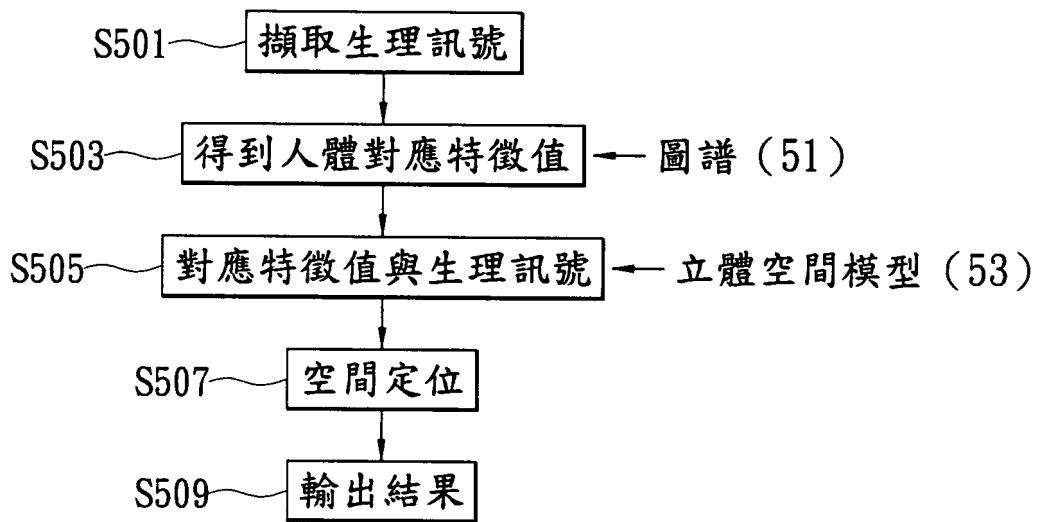 S501 擷取生理訊號
S503 得到人體對應特徵值 圖譜（51）
S505 對應特徵值與生理訊號 立體空間模型（53）
S507 空間定位
S509 輸出結果